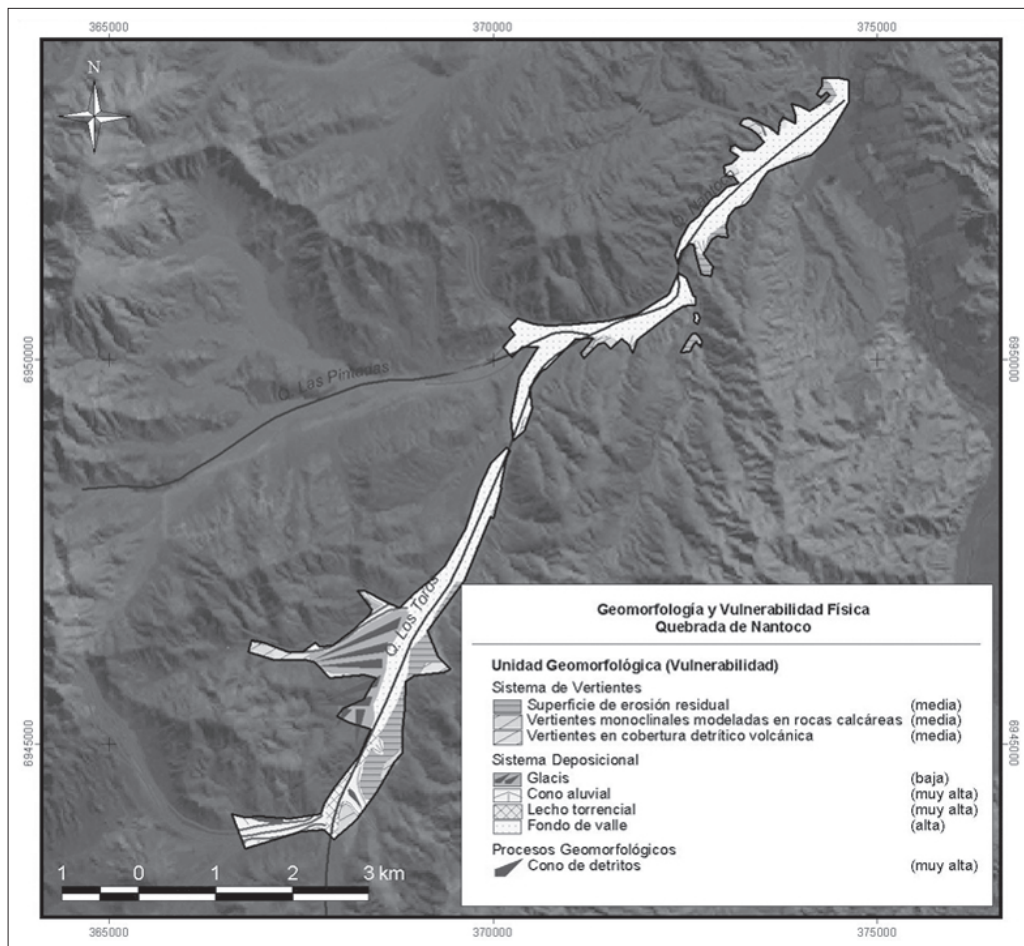 365000 370000 375000
N
6950000 6950000
Q. Las Pintadas
Q. Los Toros
6945000 6945000
Geomorfología y Vulnerabilidad Física
Quebrada de Nantoco
Unidad Geomorfológica (Vulnerabilidad)
Sistema de Vertientes
Superficie de erosión residual (media)
Vertientes monoclinales modeladas en rocas calcáreas (media)
Vertientes en cobertura detrítico volcánica (media)
Sistema Deposicional
Glacis (baja)
Cono aluvial (muy alta)
Lecho torrencial (muy alta)
Fondo de valle (alta)
Procesos Geomorfológicos
Cono de detritos (muy alta)
1 0 1 2 3 km
365000 370000 375000